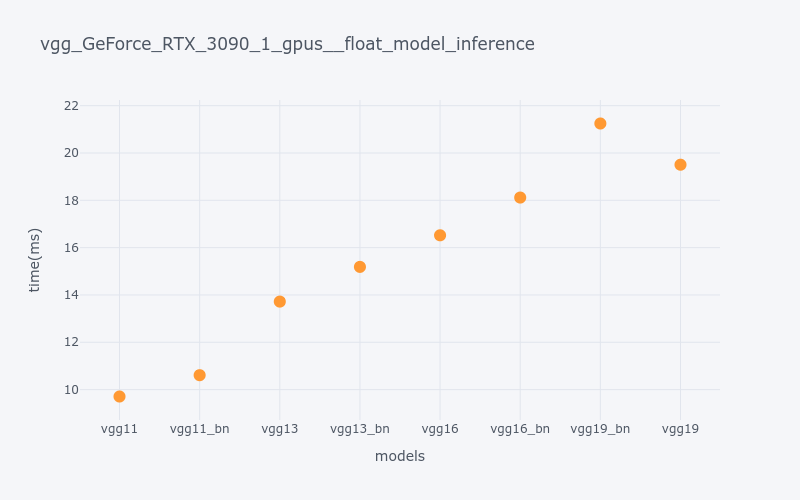 vgg_GeForce_RTX_3090_1_gpus__float_model_inference
22
20
18
16
14
12
10
time(ms)
vgg11
vgg11_bn
vgg13
vgg13_bn
vgg16
vgg16_bn
vgg19_bn
vgg19
models